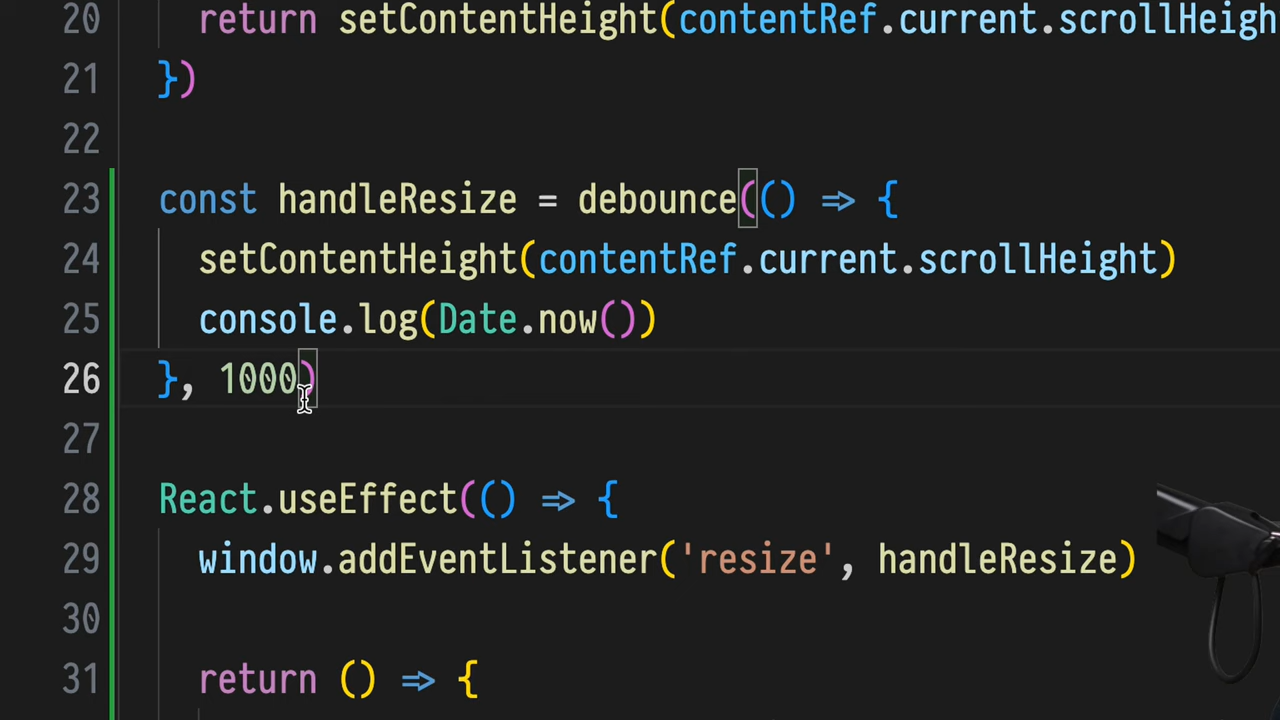 20 return setContentHeight(contentRef.current.scrollHeigh
21 })
22
23 const handleResize = debounce(() => {
24 setContentHeight(contentRef.current.scrollHeight)
25 console.log(Date.now())
26 }, 1000)
27
28 React.useEffect(() => {
29 window.addEventListener('resize', handleResize)
30
31 return () => {